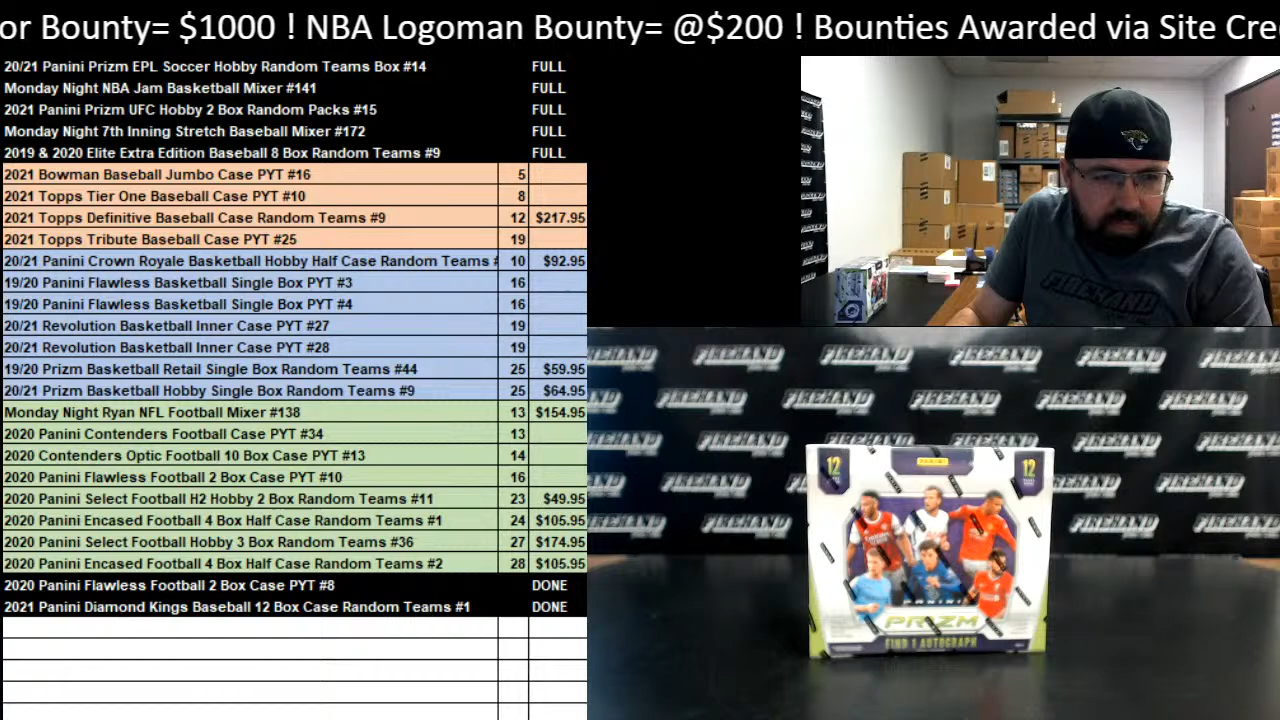 or Bounty= $1000 ! NBA Logoman Bounty= @$200 ! Bounties Awarded via Site Cre
20/21 Panini Prizm EPL Soccer Hobby Random Teams Box #14 FULL
Monday Night NBA Jam Basketball Mixer #141 FULL
2021 Panini Prizm UFC Hobby 2 Box Random Packs #15 FULL
Monday Night 7th Inning Stretch Baseball Mixer #172 FULL
2019 & 2020 Elite Extra Edition Baseball 8 Box Random Teams #9 FULL
2021 Bowman Baseball Jumbo Case PYT #16 5
2021 Topps Tier One Baseball Case PYT #10 8
2021 Topps Definitive Baseball Case Random Teams #9 12 $217.95
2021 Topps Tribute Baseball Case PYT #25 19
20/21 Panini Crown Royale Basketball Hobby Half Case Random Teams # 10 $92.95
19/20 Panini Flawless Basketball Single Box PYT #3 16
19/20 Panini Flawless Basketball Single Box PYT #4 16
20/21 Revolution Basketball Inner Case PYT #27 19
20/21 Revolution Basketball Inner Case PYT #28 19
19/20 Prizm Basketball Retail Single Box Random Teams #44 25 $59.95
20/21 Prizm Basketball Hobby Single Box Random Teams #9 25 $64.95
Monday Night Ryan NFL Football Mixer #138 13 $154.95
2020 Panini Contenders Football Case PYT #34 13
2020 Contenders Optic Football 10 Box PYT #13 14
2020 Panini Flawless Football 2 Box PYT #10 16
2020 Panini Select Football H2 Hobby 2 Box Random Teams #11 23 $49.95
2020 Panini Encased Football 4 Box Half Case Random Teams #1 24 $105.95
2020 Panini Select Football Hobby 3 Box Random Teams #36 27 $174.95
2020 Panini Encased Football 4 Box Half Case Random Teams #2 28 $105.95
2020 Panini Flawless Football 2 Box Case PYT #8 DONE
2021 Panini Diamond Kings Baseball 12 Box Case Random Teams #1 DONE
FIREHAND
FIREHAND FIREHAND FIREHAND FIREHAND FIREHAND
FIREHAND FIREHAND FIREHAND FIREHAND FIREHAND
12 PANINI 12
PRIZM
FIND 1 AUTOGRAPH